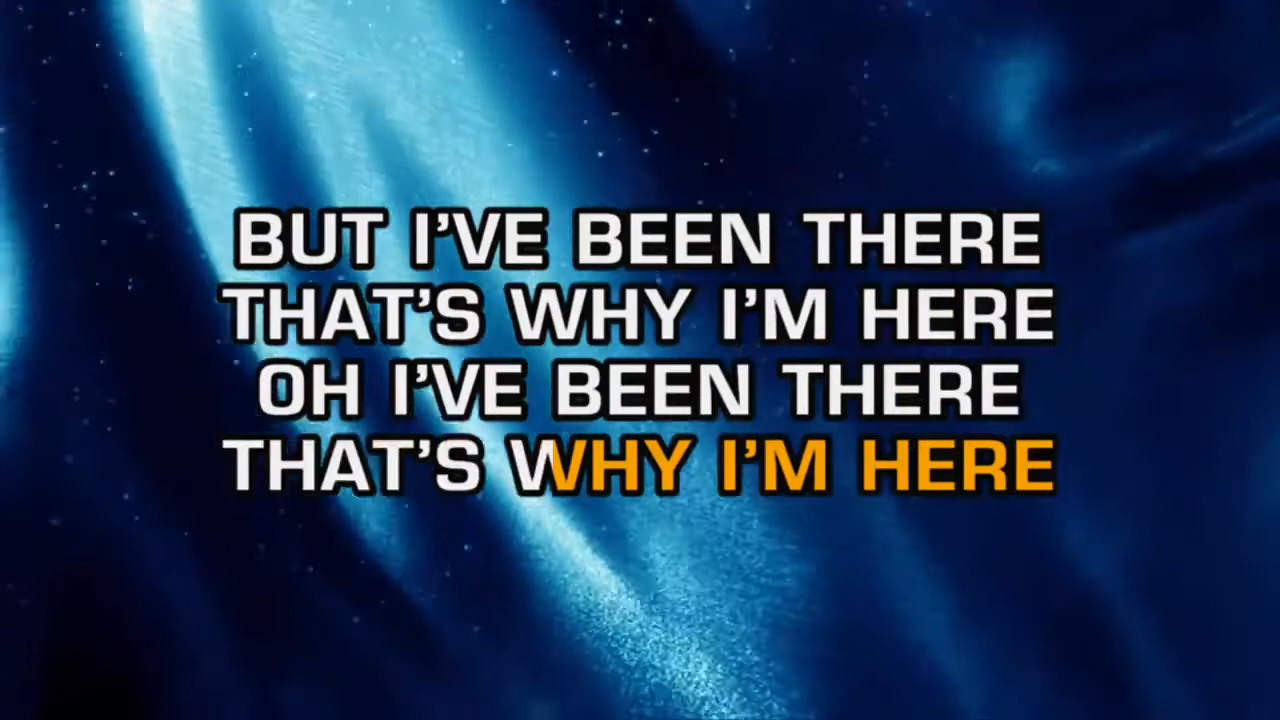 BUT I'VE BEEN THERE
THAT'S WHY I'M HERE
OH I'VE BEEN THERE
THAT'S WHY I'M HERE